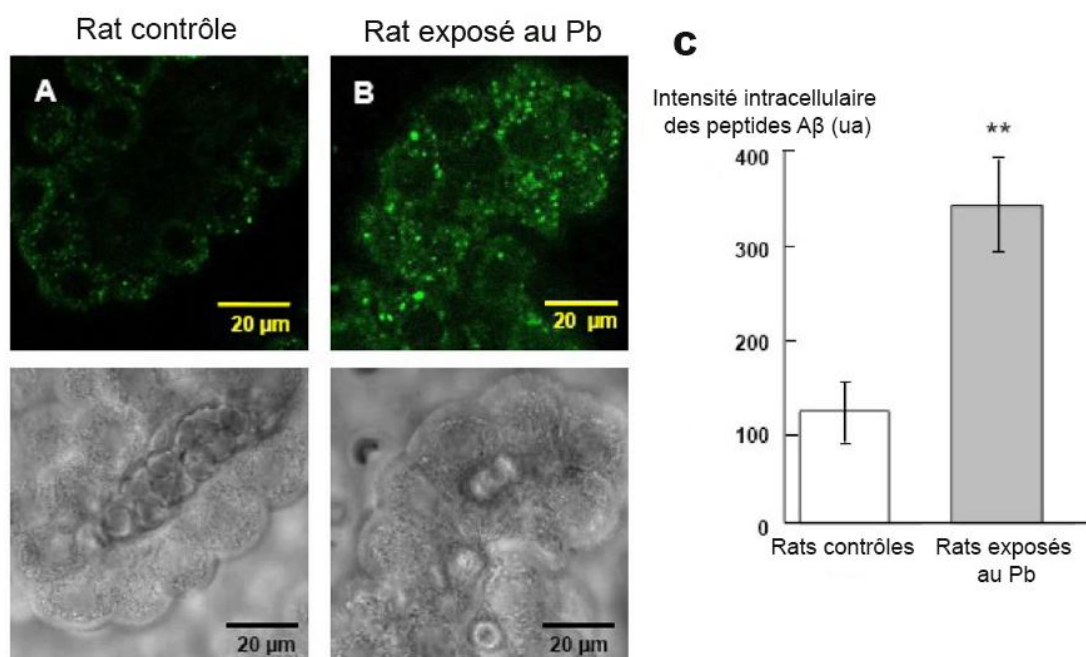 Rat contrôle
Rat exposé au Pb
A
20 µm
B
20 µm
20 µm
20 µm
C
Intensité intracellulaire
des peptides Aβ (ua)
**
400
300
200
100
0
Rats contrôles
Rats exposés
au Pb